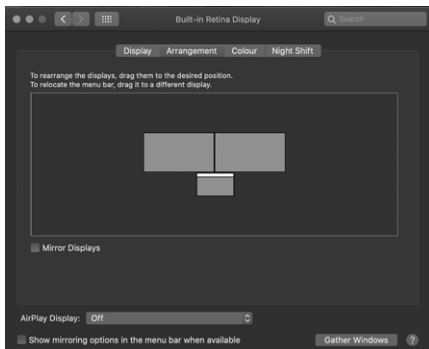 Built-in Retina Display
Search
Display Arrangement Colour Night Shift
To rearrange the displays, drag them to the desired position.
To relocate the menu bar, drag it to a different display.
Mirror Displays
AirPlay Display: Off
Show mirroring options in the menu bar when available
Gather Windows ?